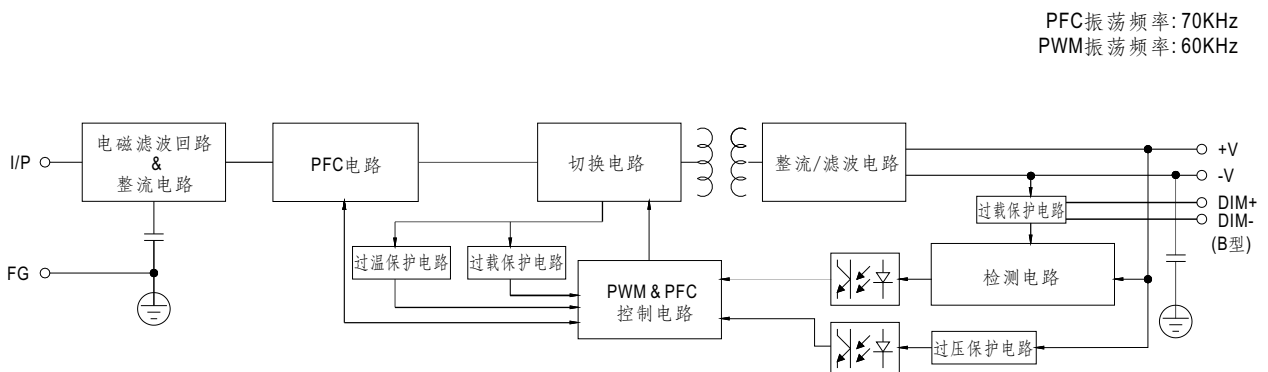 PFC振荡频率: 70KHz
PWM振荡频率: 60KHz
I/P
电磁滤波回路
&
整流电路
PFC电路
切换电路
整流/滤波电路
+V
-V
过载保护电路
DIM+
DIM-
(B型)
FG
过温保护电路
过载保护电路
PWM & PFC
控制电路
检测电路
过压保护电路